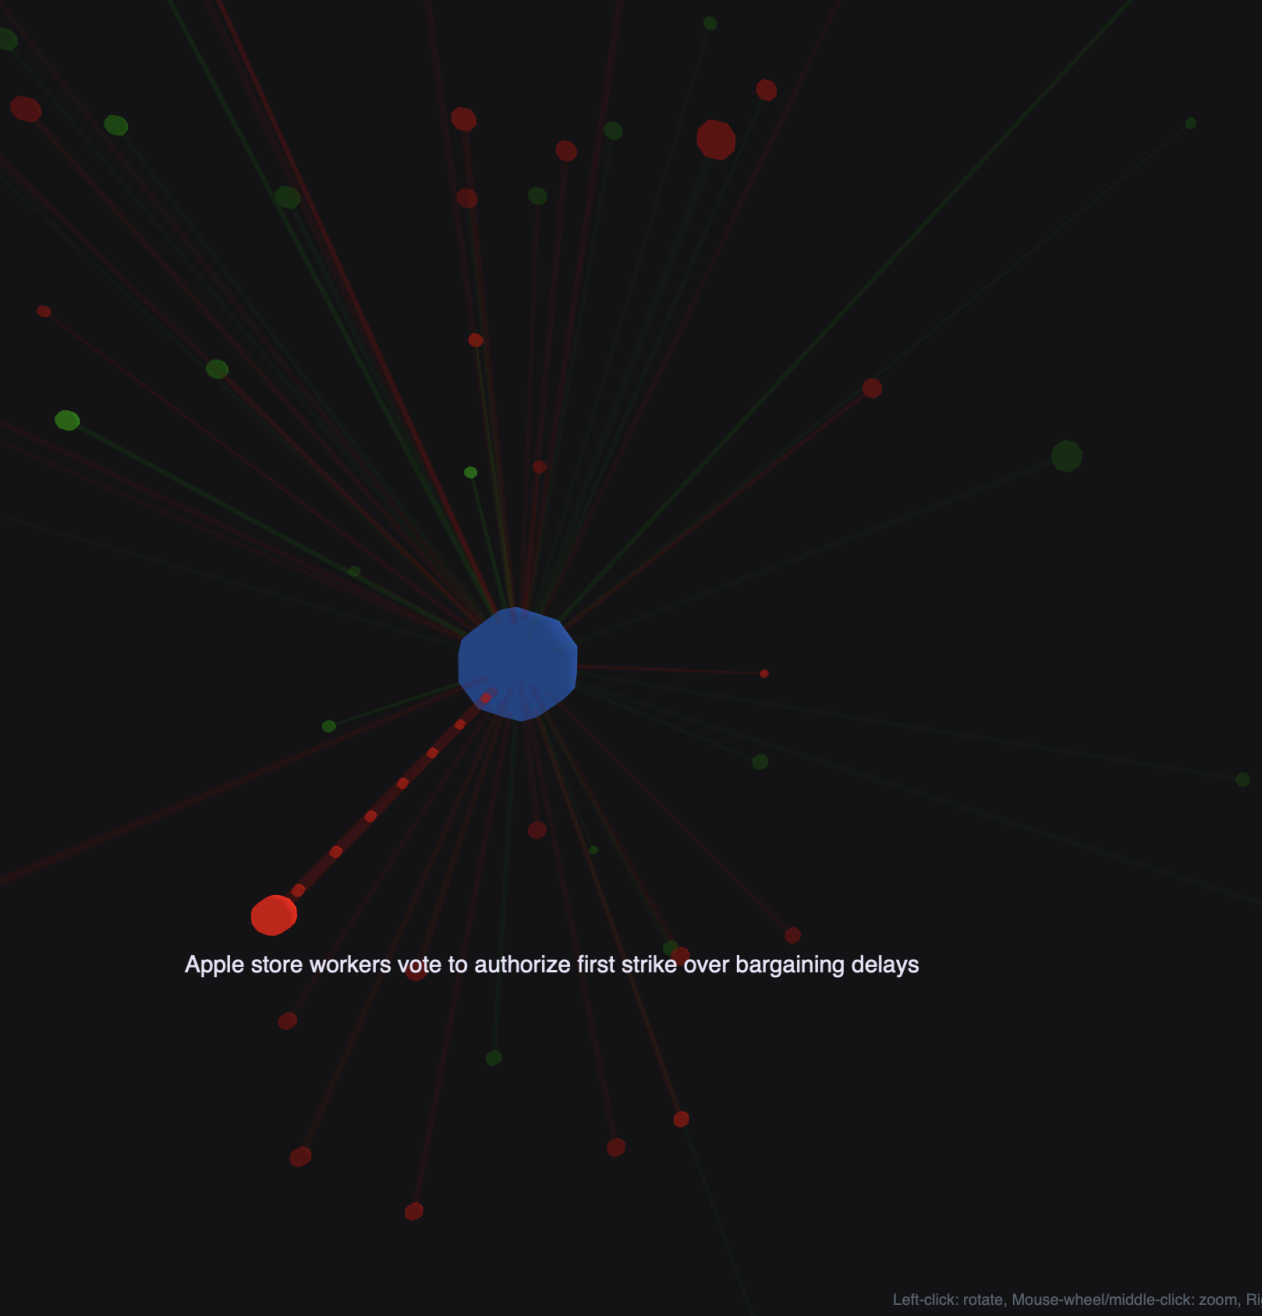 Apple store workers vote to authorize first strike over bargaining delays
Left-click: rotate, Mouse-wheel/middle-click: zoom,